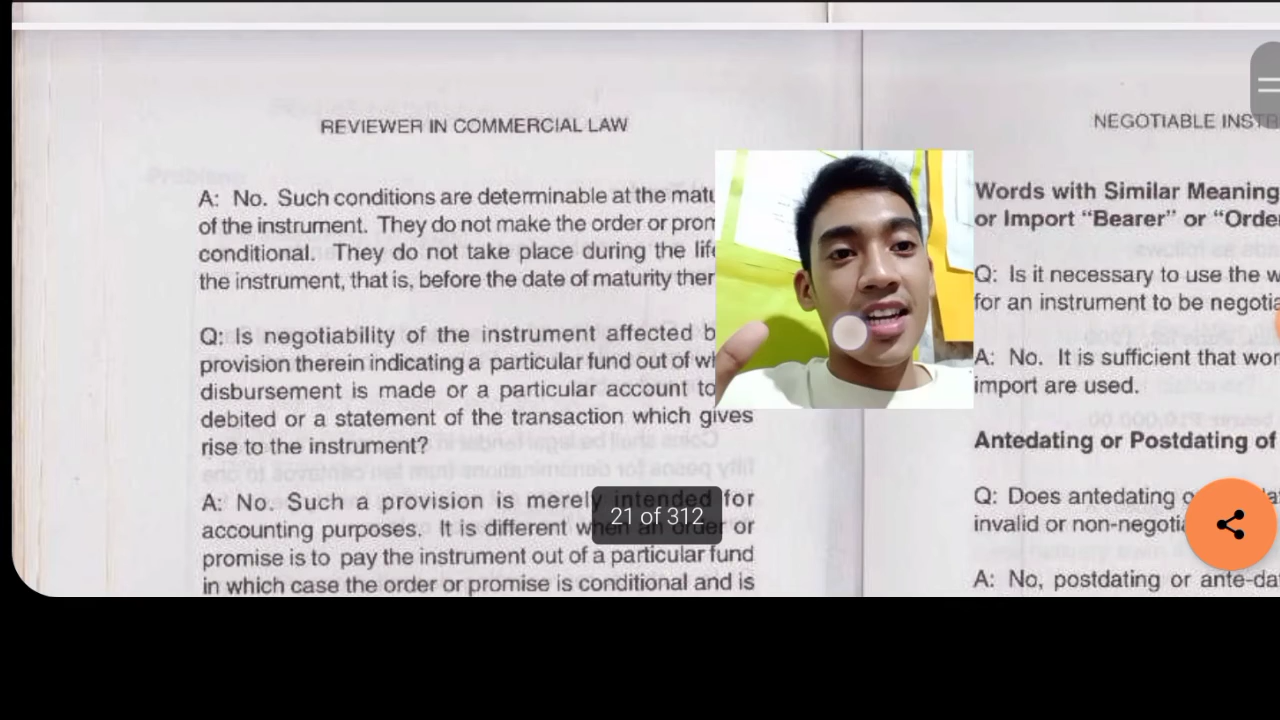 REVIEWER IN COMMERCIAL LAW
A: No. Such conditions are determinable at the matu
of the instrument. They do not make the order or prom
conditional. They do not take place during the life
the instrument, that is, before the date of maturity ther
Q: Is negotiability of the instrument affected b
provision therein indicating a particular fund out of wh
disbursement is made or a particular account to
debited or a statement of the transaction which gives
rise to the instrument?
A: No. Such a provision is merely intended for
accounting purposes. It is different when an order or
promise is to pay the instrument out of a particular fund
in which case the order or promise is conditional and is
21 of 312
NEGOTIABLE INSTR
Words with Similar Meaning
or Import “Bearer” or “Orde
Q: Is it necessary to use the w
for an instrument to be negotia
A: No. It is sufficient that wor
import are used.
Antedating or Postdating of
Q: Does antedating
invalid or non-negotia
A: No, postdating or ante-da